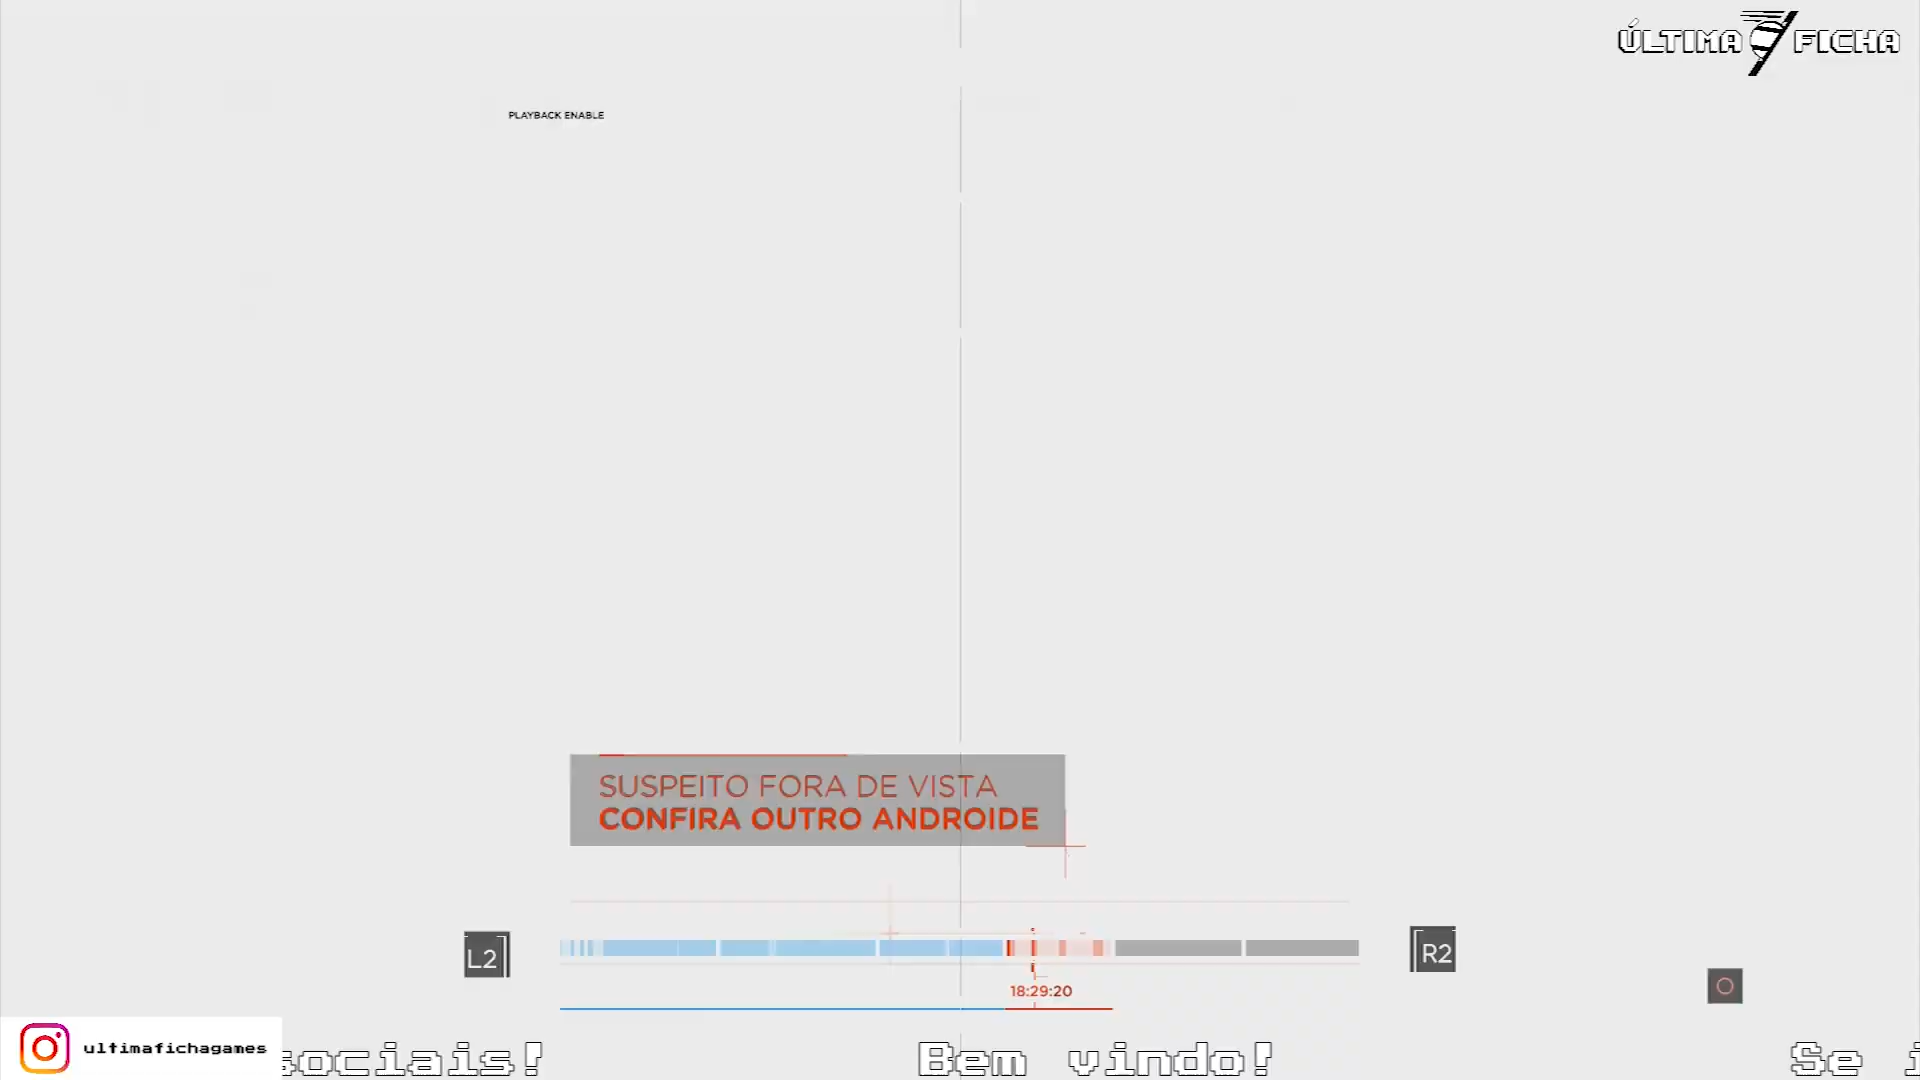 ÚLTIMA FICHA
PLAYBACK ENABLE
SUSPEITO FORA DE VISTA
CONFIRA OUTRO ANDROIDE
L2
R2
18:29:20
ultimafichagames
sociais! Bem vindo! Se